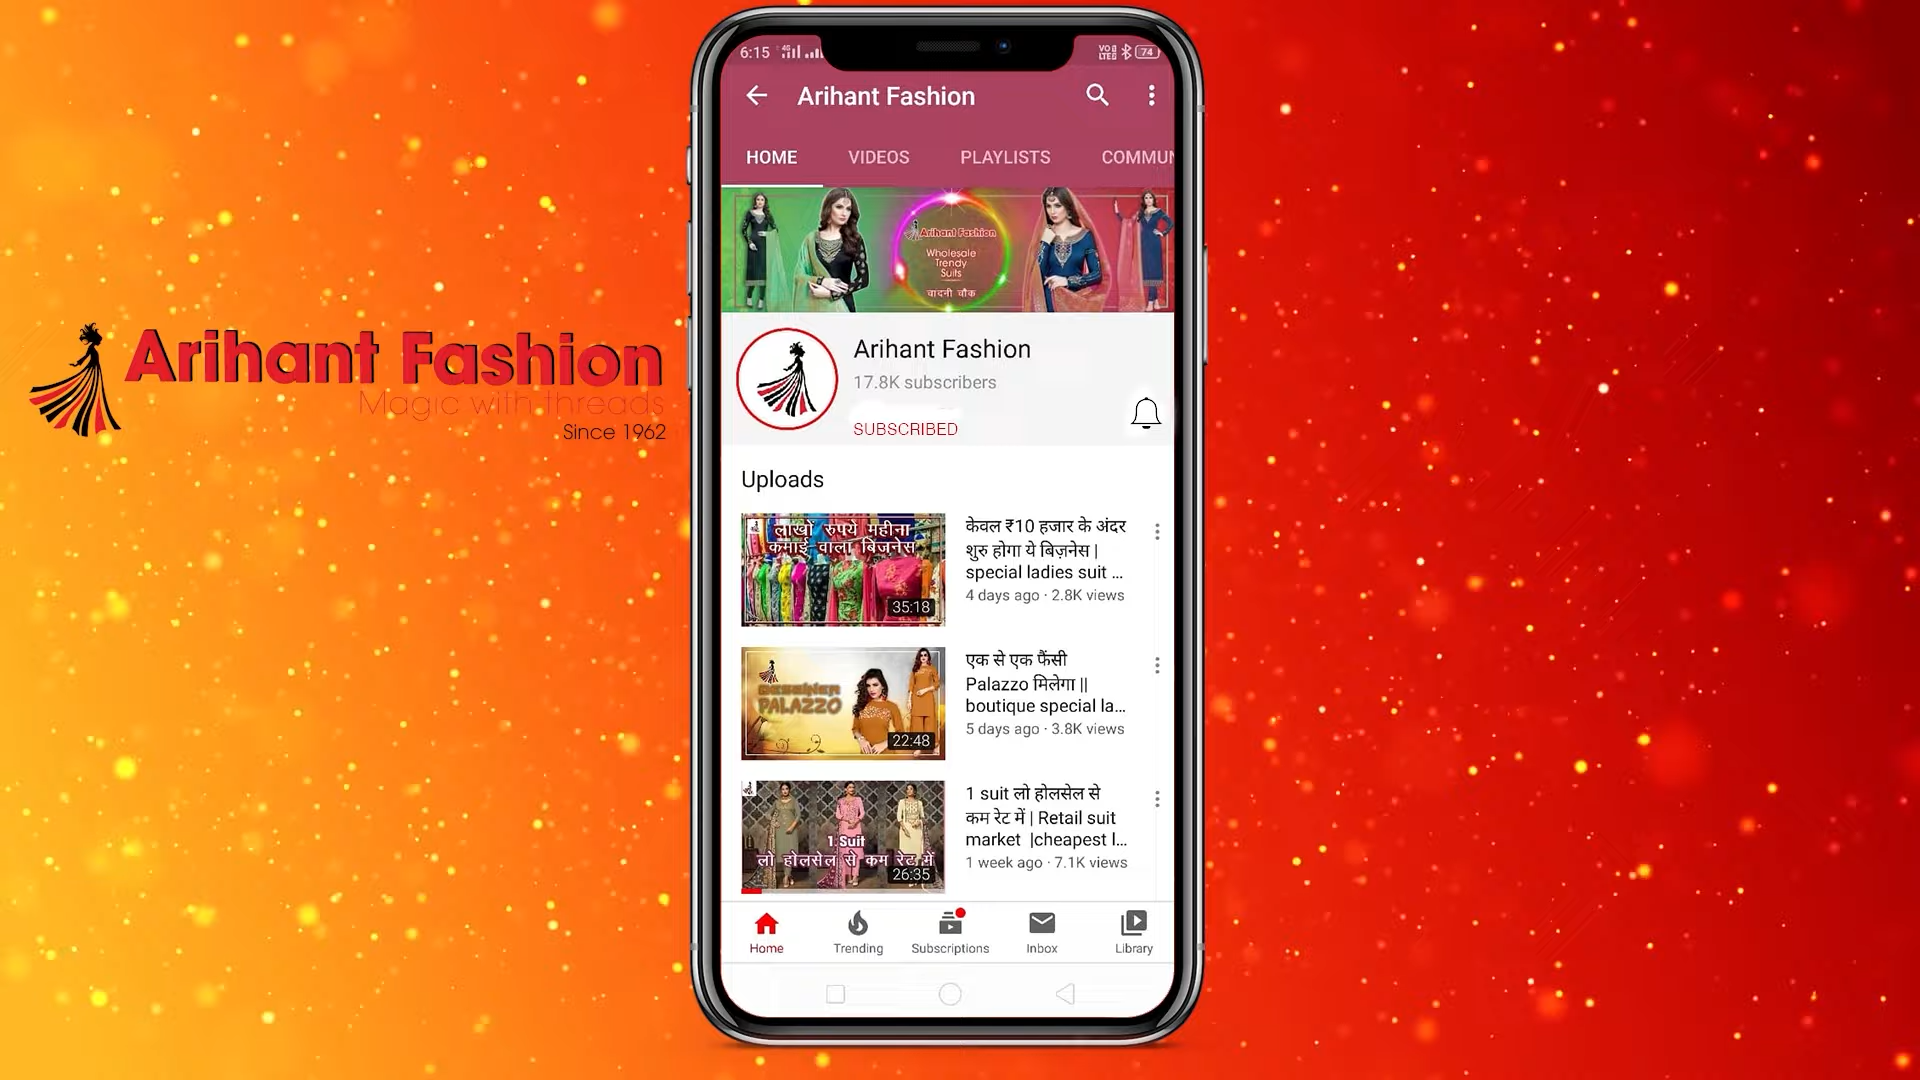 Arihant Fashion
Magic with threads
Since 1962
6:15
74
Arihant Fashion
HOME VIDEOS PLAYLISTS COMMUN
Arihant Fashion
Wholesale
Trendy
Suits
चादनी चौक
Arihant Fashion
17.8K subscribers
SUBSCRIBED
Uploads
लाखों रुपये महीना
कमाई वाला बिजनेस
35:18
केवल ₹10 हजार के अंदर
शुरु होगा ये बिज़नेस |
special ladies suit ...
4 days ago · 2.8K views
DESIGNER
PALAZZO
22:48
एक से एक फैंसी
Palazzo मिलेगा ||
boutique special la...
5 days ago · 3.8K views
1 Suit
लो होलसेल से कम रेट में
26:35
1 suit लो होलसेल से
कम रेट में | Retail suit
market |cheapest l...
1 week ago · 7.1K views
Home Trending Subscriptions Inbox Library